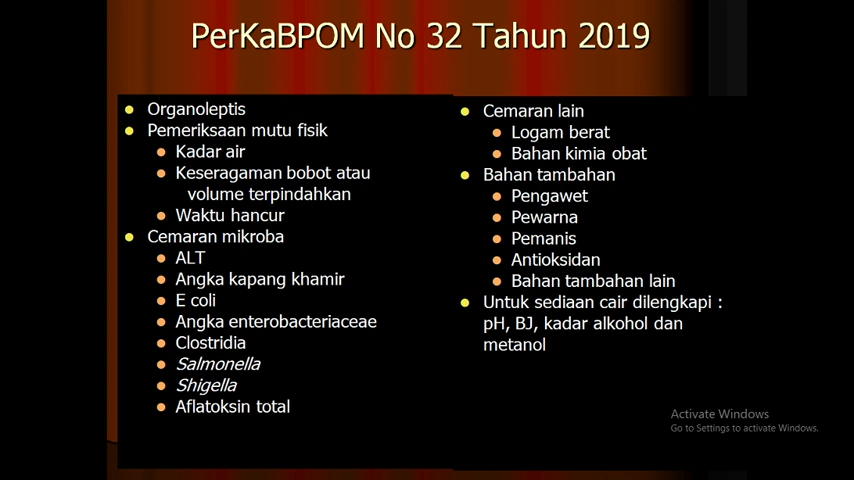 PerKaBPOM No 32 Tahun 2019
Organoleptis
Pemeriksaan mutu fisik
Kadar air
Keseragaman bobot atau
volume terpindahkan
Waktu hancur
Cemaran mikroba
ALT
Angka kapang khamir
E coli
Angka enterobacteriaceae
Clostridia
Salmonella
Shigella
Aflatoksin total
Cemaran lain
Logam berat
Bahan kimia obat
Bahan tambahan
Pengawet
Pewarna
Pemanis
Antioksidan
Bahan tambahan lain
Untuk sediaan cair dilengkapi :
pH, BJ, kadar alkohol dan
metanol
Activate Windows
Go to Settings to activate Windows.